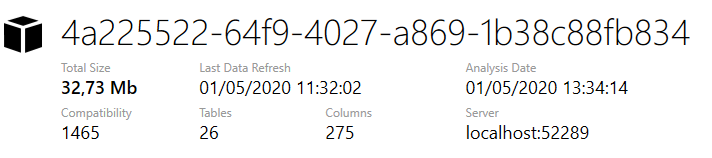 4a225522-64f9-4027-a869-1b38c88fb834
Total Size Last Data Refresh Analysis Date
32,73 Mb 01/05/2020 11:32:02 01/05/2020 13:34:14
Compatibility Tables Columns Server
1465 26 275 localhost:52289